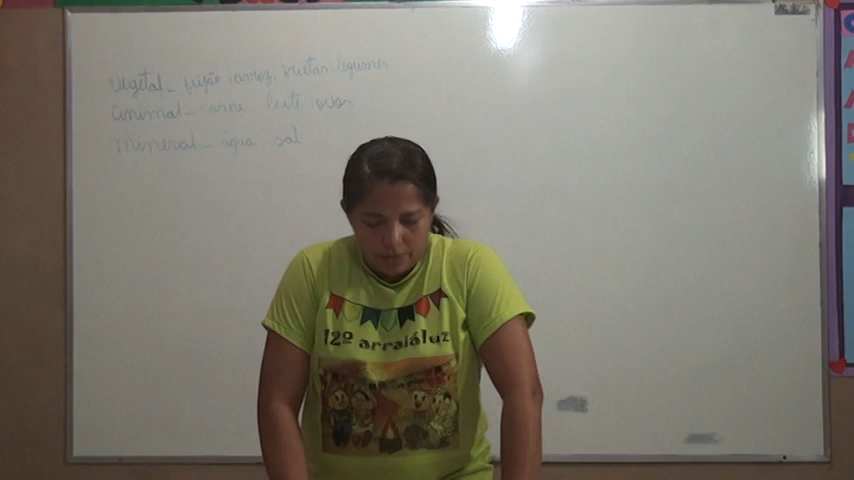 Vegetal - feijão, arroz, frutas, legumes
animal - carne leite ovos
mineral - água sal
12º arraiáluz